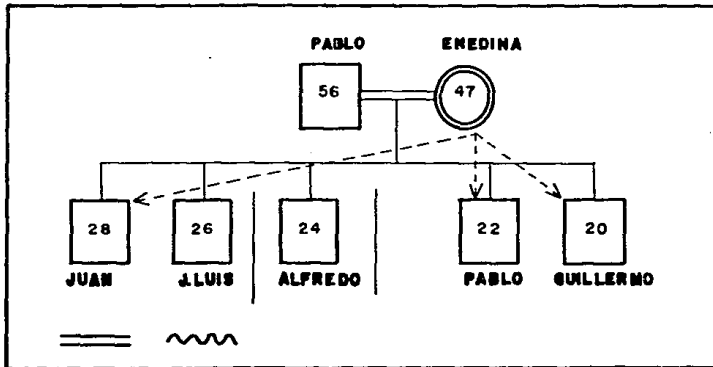 PABLO ENEDINA
56 47
28 26 24 22 20
JUAN J.LUIS ALFREDO PABLO GUILLERMO